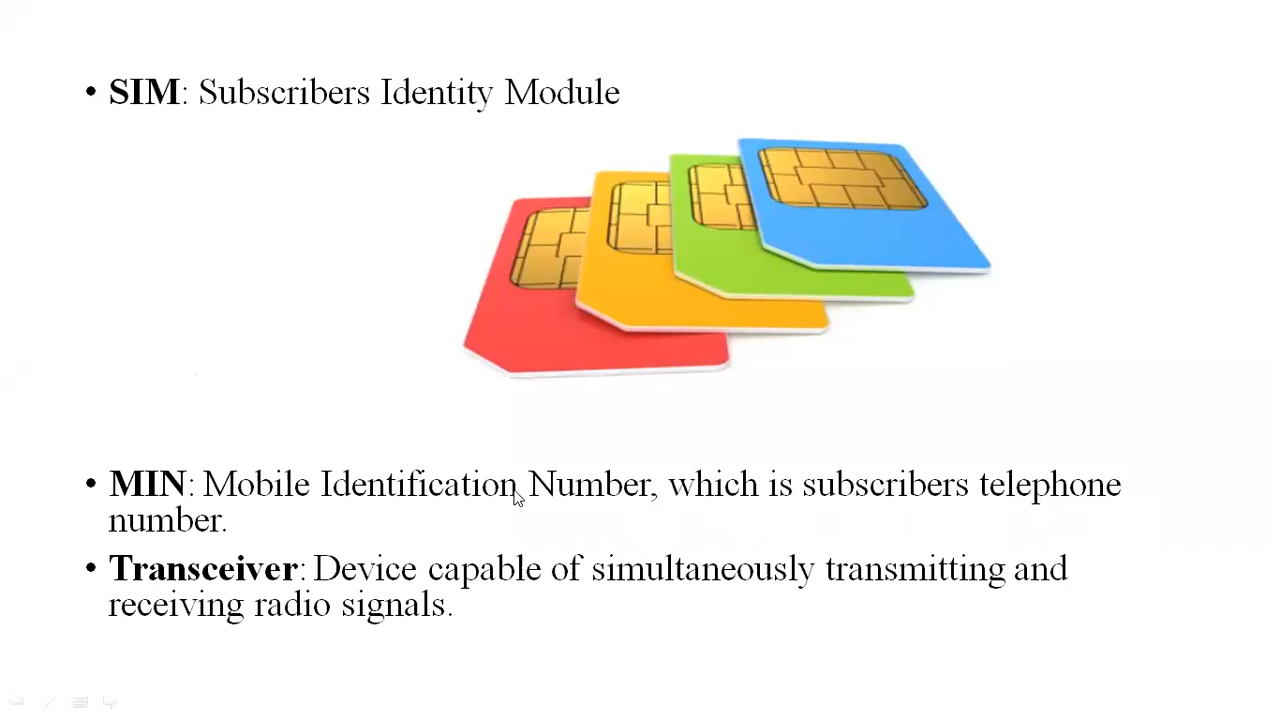 • SIM: Subscribers Identity Module
• MIN: Mobile Identification Number, which is subscribers telephone
number.
• Transceiver: Device capable of simultaneously transmitting and
receiving radio signals.